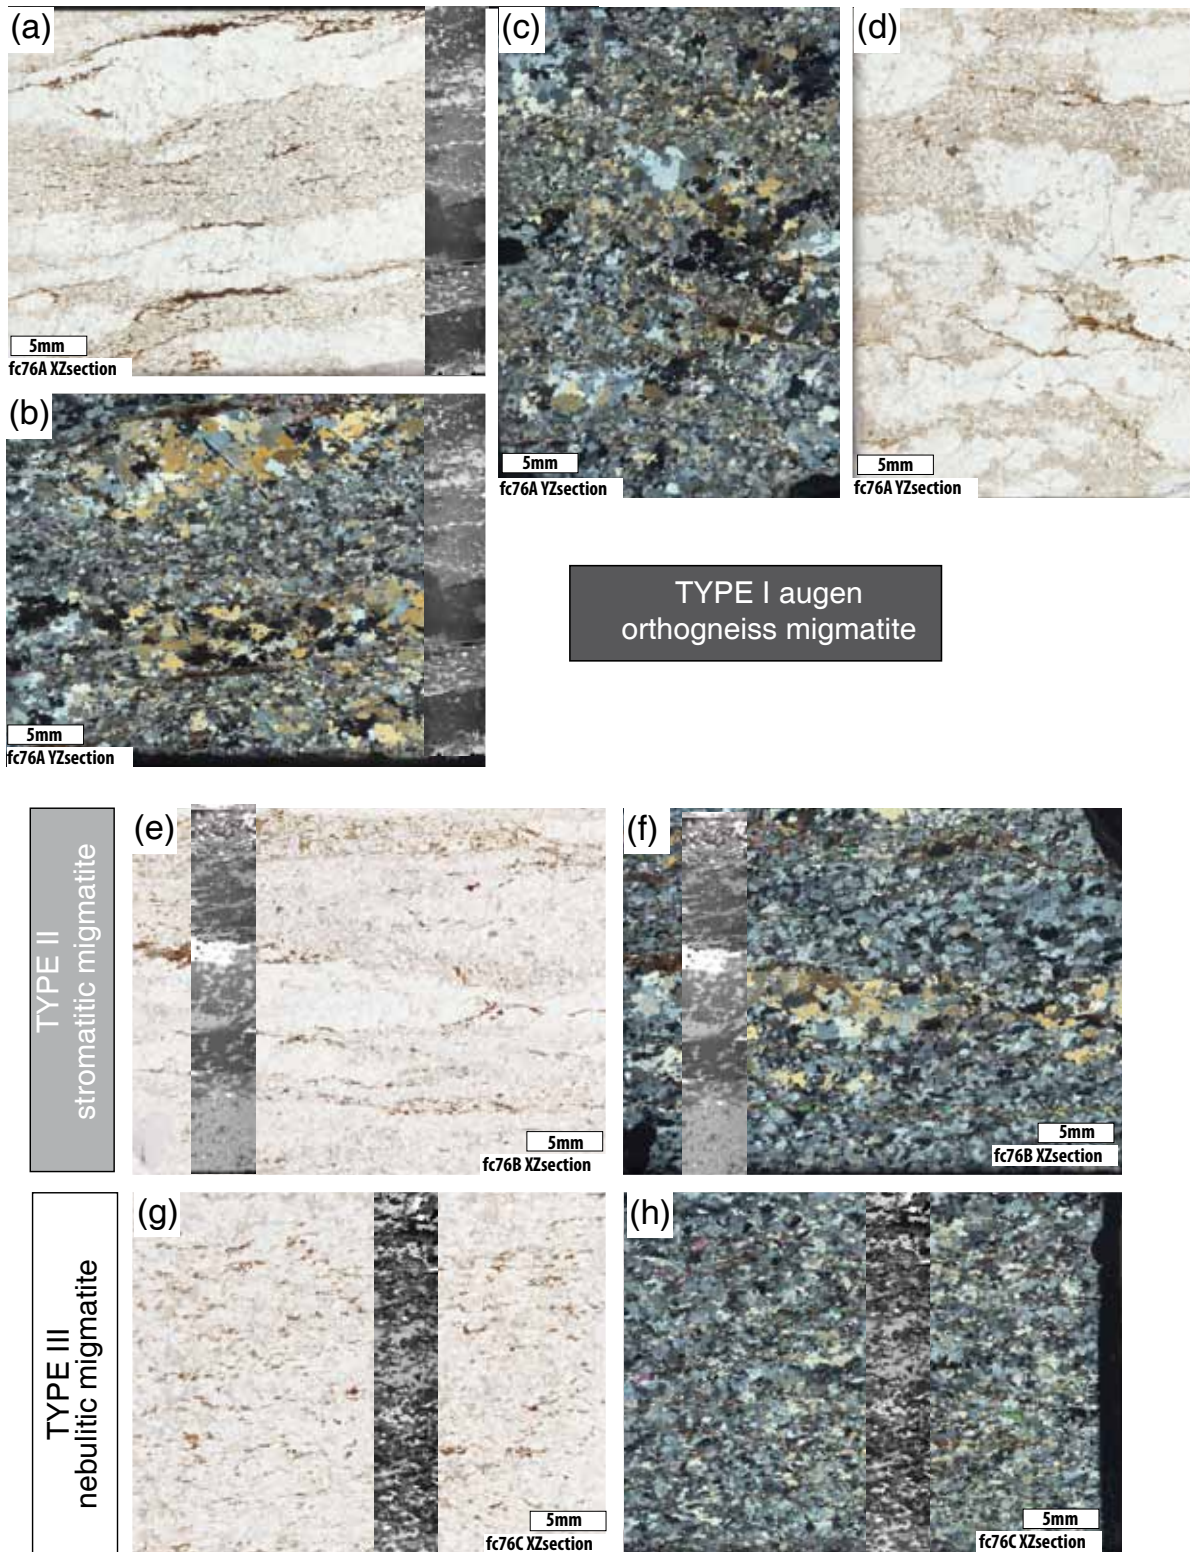 (a)
5mm
fc76A XZsection
(b)
5mm
fc76A YZsection
(c)
5mm
fc76A YZsection
(d)
5mm
fc76A YZsection
TYPE I augen
orthogneiss migmatite
TYPE II
stromatitic migmatite
(e)
5mm
fc76B XZsection
(f)
5mm
fc76B XZsection
TYPE III
nebulitic migmatite
(g)
5mm
fc76C XZsection
(h)
5mm
fc76C XZsection